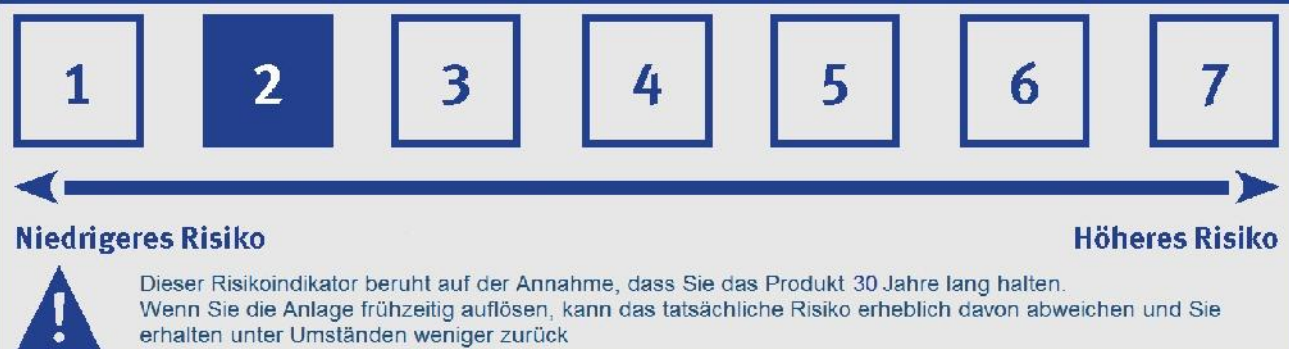 1 2 3 4 5 6 7
Niedrigeres Risiko Höheres Risiko
Dieser Risikoindikator beruht auf der Annahme, dass Sie das Produkt 30 Jahre lang halten.
Wenn Sie die Anlage frühzeitig auflösen, kann das tatsächliche Risiko erheblich davon abweichen und Sie
erhalten unter Umständen weniger zurück